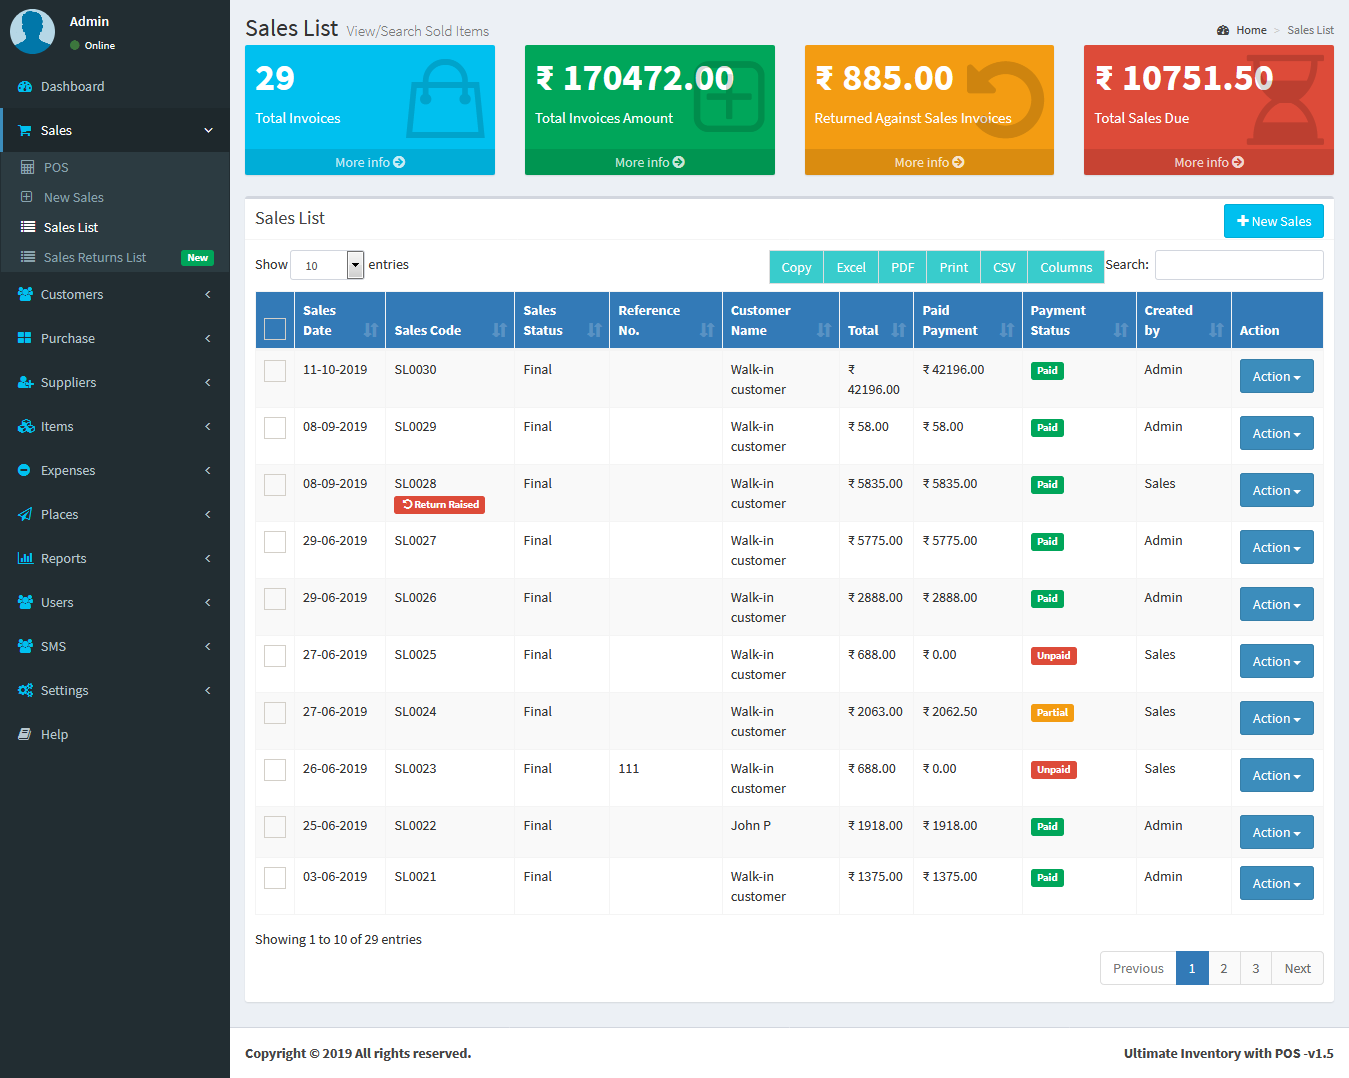 Admin
Online
Dashboard
Sales
POS
New Sales
Sales List
Sales Returns List New
Customers
Purchase
Suppliers
Items
Expenses
Places
Reports
Users
SMS
Settings
Help
Sales List View/Search Sold Items
Home > Sales List
29
Total Invoices
More info
₹ 170472.00
Total Invoices Amount
More info
₹ 885.00
Returned Against Sales Invoices
More info
₹ 10751.50
Total Sales Due
More info
Sales List
New Sales
Show 10 entries
Copy Excel PDF Print CSV Columns Search:
Sales Date Sales Code Sales Status Reference No. Customer Name Total Paid Payment Payment Status Created by Action
11-10-2019 SL0030 Final Walk-in customer ₹ 42196.00 ₹ 42196.00 Paid Admin Action
08-09-2019 SL0029 Final Walk-in customer ₹ 58.00 ₹ 58.00 Paid Admin Action
08-09-2019 SL0028 Return Raised Final Walk-in customer ₹ 5835.00 ₹ 5835.00 Paid Sales Action
29-06-2019 SL0027 Final Walk-in customer ₹ 5775.00 ₹ 5775.00 Paid Admin Action
29-06-2019 SL0026 Final Walk-in customer ₹ 2888.00 ₹ 2888.00 Paid Admin Action
27-06-2019 SL0025 Final Walk-in customer ₹ 688.00 ₹ 0.00 Unpaid Sales Action
27-06-2019 SL0024 Final Walk-in customer ₹ 2063.00 ₹ 2062.50 Partial Sales Action
26-06-2019 SL0023 Final 111 Walk-in customer ₹ 688.00 ₹ 0.00 Unpaid Sales Action
25-06-2019 SL0022 Final John P ₹ 1918.00 ₹ 1918.00 Paid Admin Action
03-06-2019 SL0021 Final Walk-in customer ₹ 1375.00 ₹ 1375.00 Paid Admin Action
Showing 1 to 10 of 29 entries
Previous 1 2 3 Next
Copyright © 2019 All rights reserved.
Ultimate Inventory with POS -v1.5